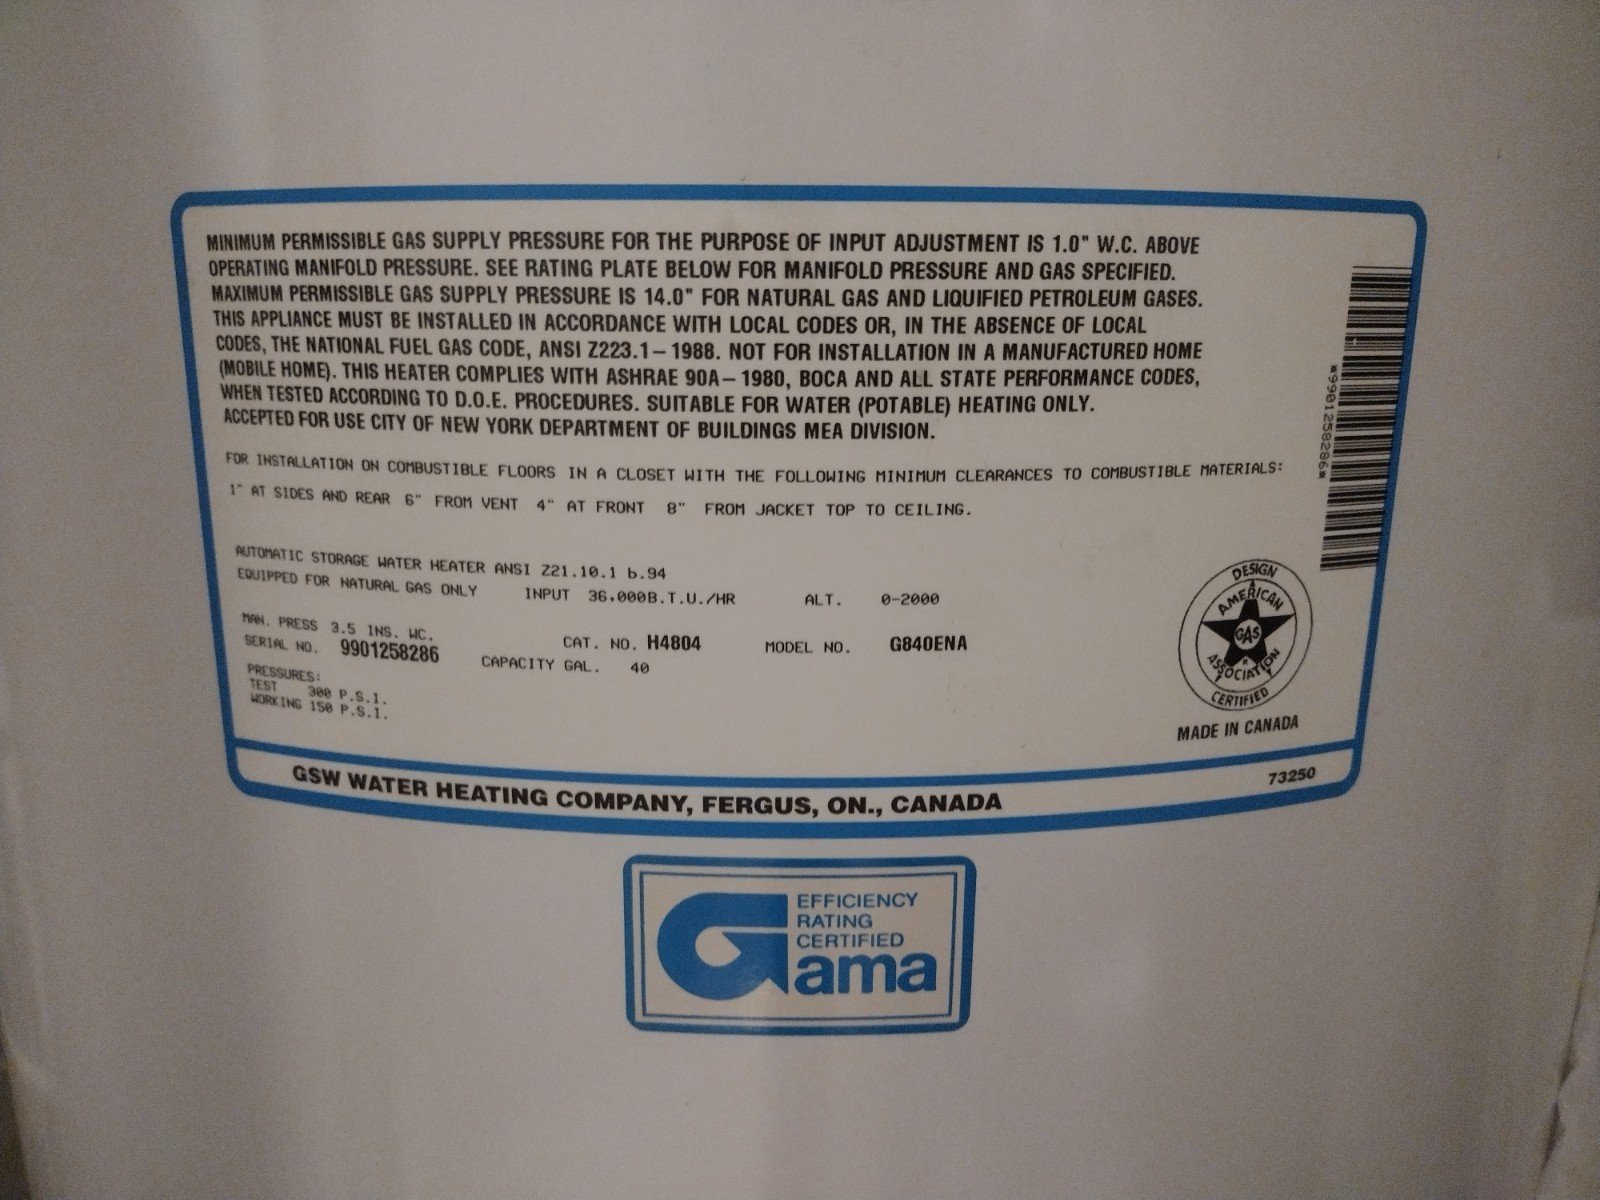 MINIMUM PERMISSIBLE GAS SUPPLY PRESSURE FOR THE PURPOSE OF INPUT ADJUSTMENT IS 1.0" W.C. ABOVE
OPERATING MANIFOLD PRESSURE. SEE RATING PLATE BELOW FOR MANIFOLD PRESSURE AND GAS SPECIFIED.
MAXIMUM PERMISSIBLE GAS SUPPLY PRESSURE IS 14.0" FOR NATURAL GAS AND LIQUIFIED PETROLEUM GASES.
THIS APPLIANCE MUST BE INSTALLED IN ACCORDANCE WITH LOCAL CODES OR, IN THE ABSENCE OF LOCAL
CODES, THE NATIONAL FUEL GAS CODE, ANSI Z223.1–1988. NOT FOR INSTALLATION IN A MANUFACTURED HOME
(MOBILE HOME). THIS HEATER COMPLIES WITH ASHRAE 90A–1980, BOCA AND ALL STATE PERFORMANCE CODES,
WHEN TESTED ACCORDING TO D.O.E. PROCEDURES. SUITABLE FOR WATER (POTABLE) HEATING ONLY.
ACCEPTED FOR USE CITY OF NEW YORK DEPARTMENT OF BUILDINGS MEA DIVISION.
*9901258286*
FOR INSTALLATION ON COMBUSTIBLE FLOORS IN A CLOSET WITH THE FOLLOWING MINIMUM CLEARANCES TO COMBUSTIBLE MATERIALS:
1" AT SIDES AND REAR 6" FROM VENT 4" AT FRONT 8" FROM JACKET TOP TO CEILING.
AUTOMATIC STORAGE WATER HEATER ANSI Z21.10.1 b.94
EQUIPPED FOR NATURAL GAS ONLY INPUT 36,000B.T.U./HR ALT. 0-2000
MAN. PRESS 3.5 INS. WC.
SERIAL NO. 9901258286 CAT. NO. H4804 MODEL NO. G840ENA
CAPACITY GAL. 40
PRESSURES:
TEST 300 P.S.I.
WORKING 150 P.S.I.
DESIGN
AMERICAN
GAS
ASSOCIATION
CERTIFIED
MADE IN CANADA
GSW WATER HEATING COMPANY, FERGUS, ON., CANADA
73250
EFFICIENCY
RATING
CERTIFIED
Gama